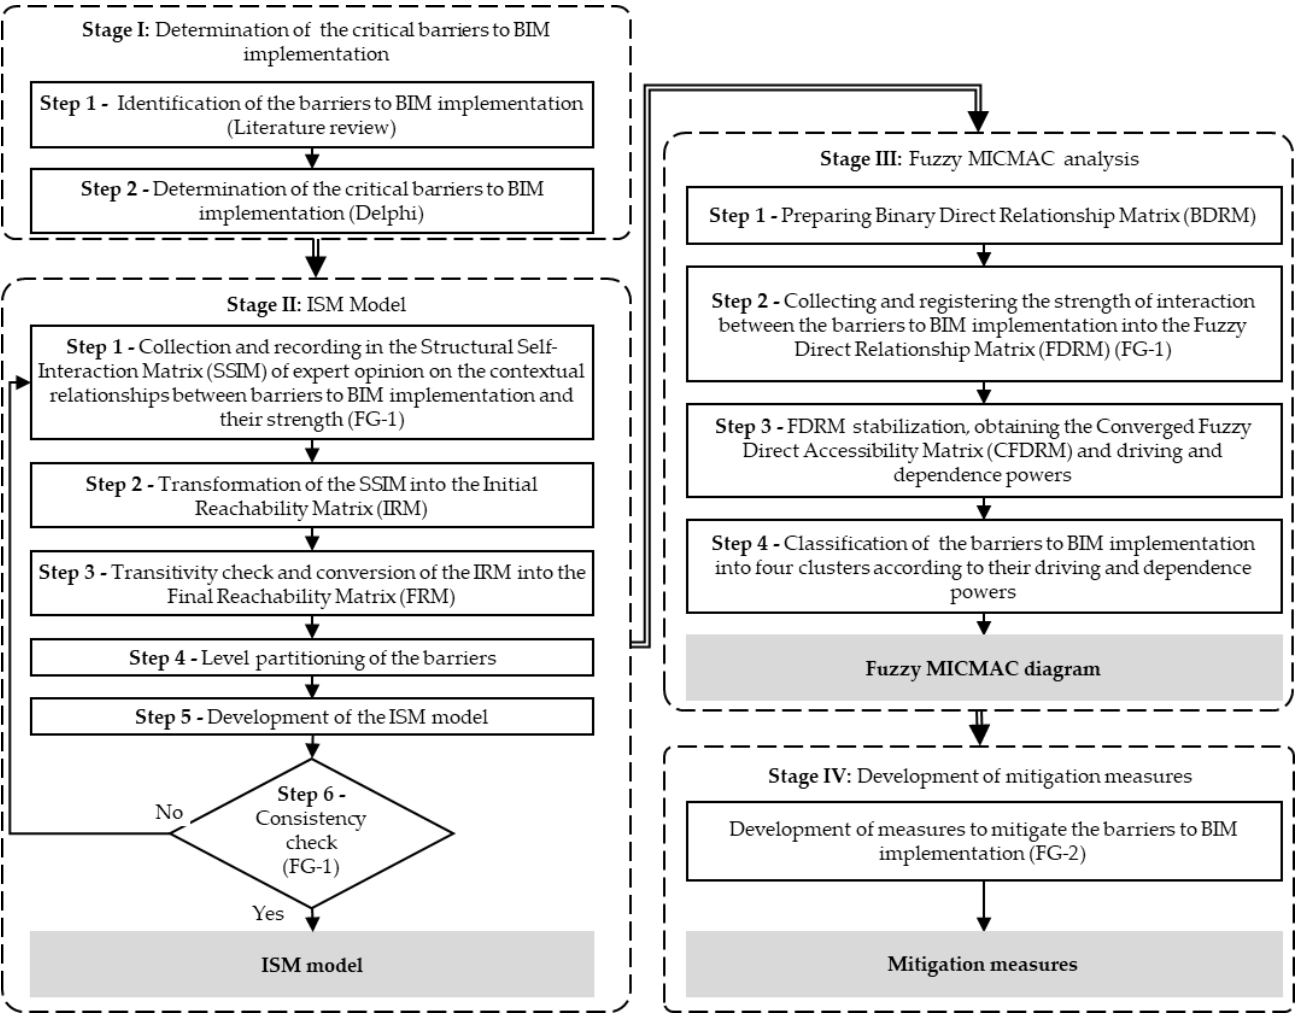 Stage I: Determination of the critical barriers to BIM
implementation
Step 1 - Identification of the barriers to BIM implementation
(Literature review)
Step 2 - Determination of the critical barriers to BIM
implementation (Delphi)
Stage II: ISM Model
Step 1 - Collection and recording in the Structural Self-
Interaction Matrix (SSIM) of expert opinion on the contextual
relationships between barriers to BIM implementation and
their strength (FG-1)
Step 2 - Transformation of the SSIM into the Initial
Reachability Matrix (IRM)
Step 3 - Transitivity check and conversion of the IRM into the
Final Reachability Matrix (FRM)
Step 4 - Level partitioning of the barriers
Step 5 - Development of the ISM model
Step 6 -
Consistency
check
(FG-1)
No
Yes
ISM model
Stage III: Fuzzy MICMAC analysis
Step 1 - Preparing Binary Direct Relationship Matrix (BDRM)
Step 2 - Collecting and registering the strength of interaction
between the barriers to BIM implementation into the Fuzzy
Direct Relationship Matrix (FDRM) (FG-1)
Step 3 - FDRM stabilization, obtaining the Converged Fuzzy
Direct Accessibility Matrix (CFDRM) and driving and
dependence powers
Step 4 - Classification of the barriers to BIM implementation
into four clusters according to their driving and dependence
powers
Fuzzy MICMAC diagram
Stage IV: Development of mitigation measures
Development of measures to mitigate the barriers to BIM
implementation (FG-2)
Mitigation measures